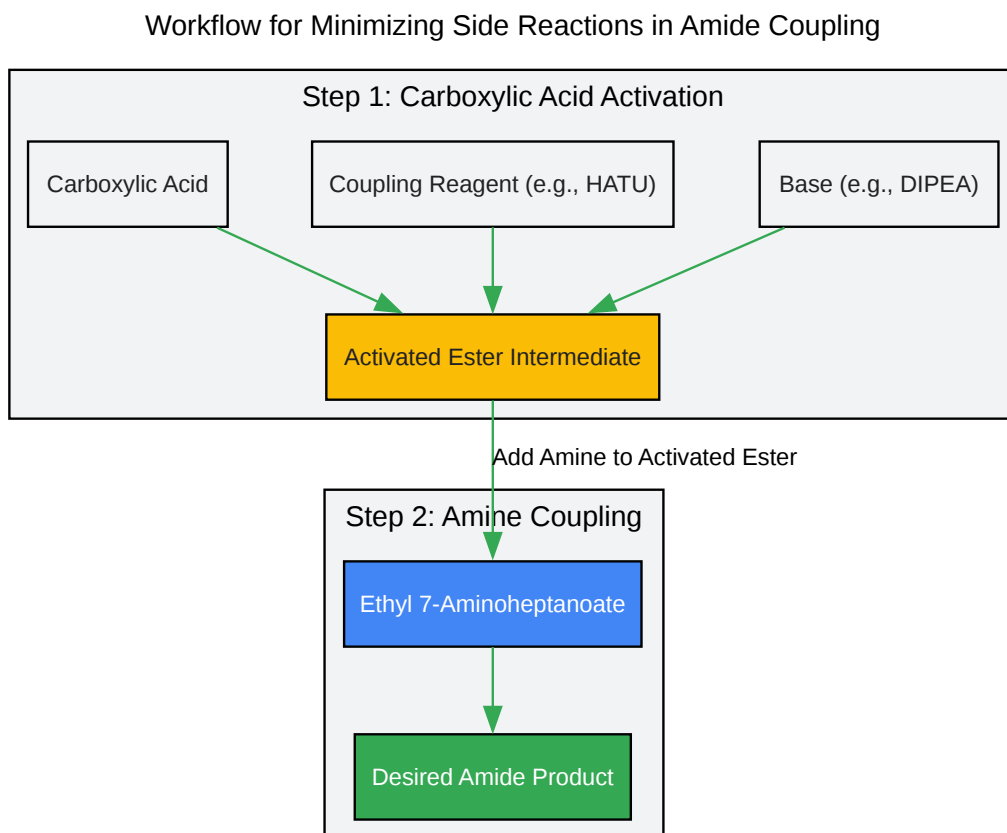 Workflow for Minimizing Side Reactions in Amide Coupling
Step 1: Carboxylic Acid Activation
Carboxylic Acid
Coupling Reagent (e.g., HATU)
Base (e.g., DIPEA)
Activated Ester Intermediate
Add Amine to Activated Ester
Step 2: Amine Coupling
Ethyl 7-Aminoheptanoate
Desired Amide Product